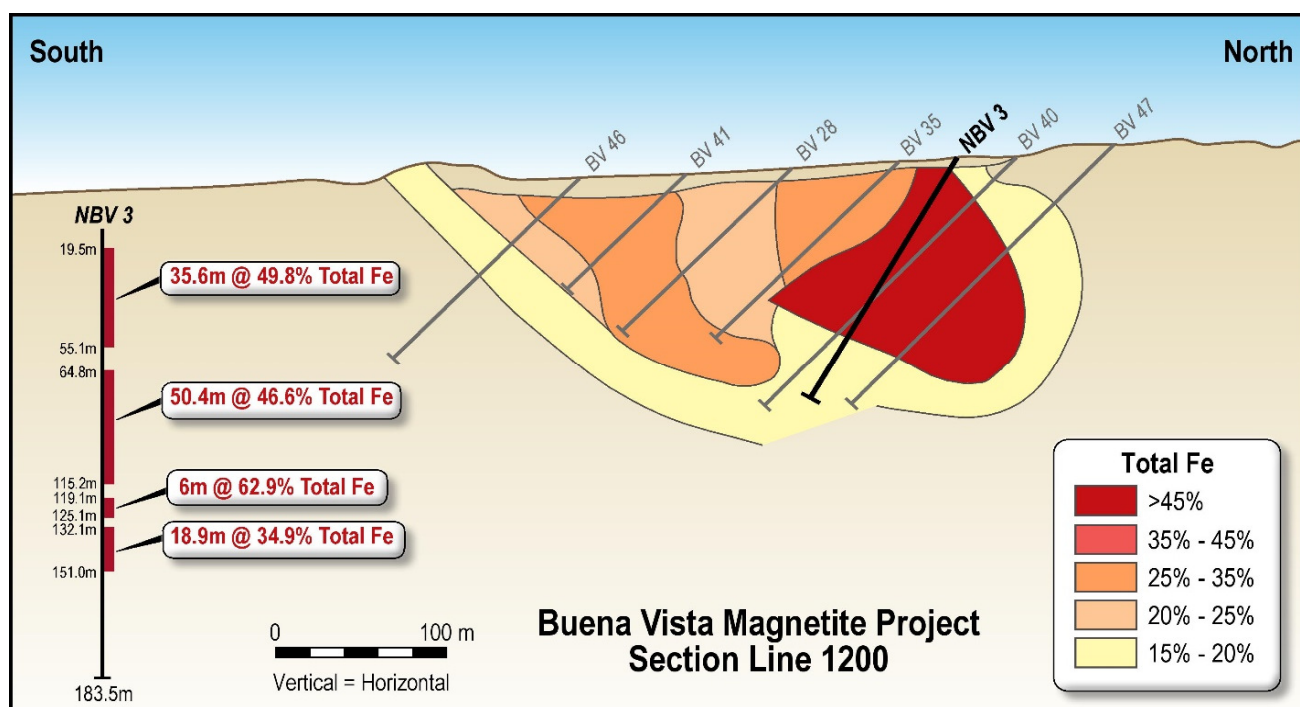 South
North
BV 46
BV 41
BV 28
BV 35
NBV 3
BV 40
BV 47
NBV 3
19.5m
35.6m @ 49.8% Total Fe
55.1m
64.8m
50.4m @ 46.6% Total Fe
115.2m
119.1m
6m @ 62.9% Total Fe
125.1m
132.1m
18.9m @ 34.9% Total Fe
151.0m
183.5m
0 100 m
Vertical = Horizontal
Buena Vista Magnetite Project
Section Line 1200
Total Fe
>45%
35% - 45%
25% - 35%
20% - 25%
15% - 20%